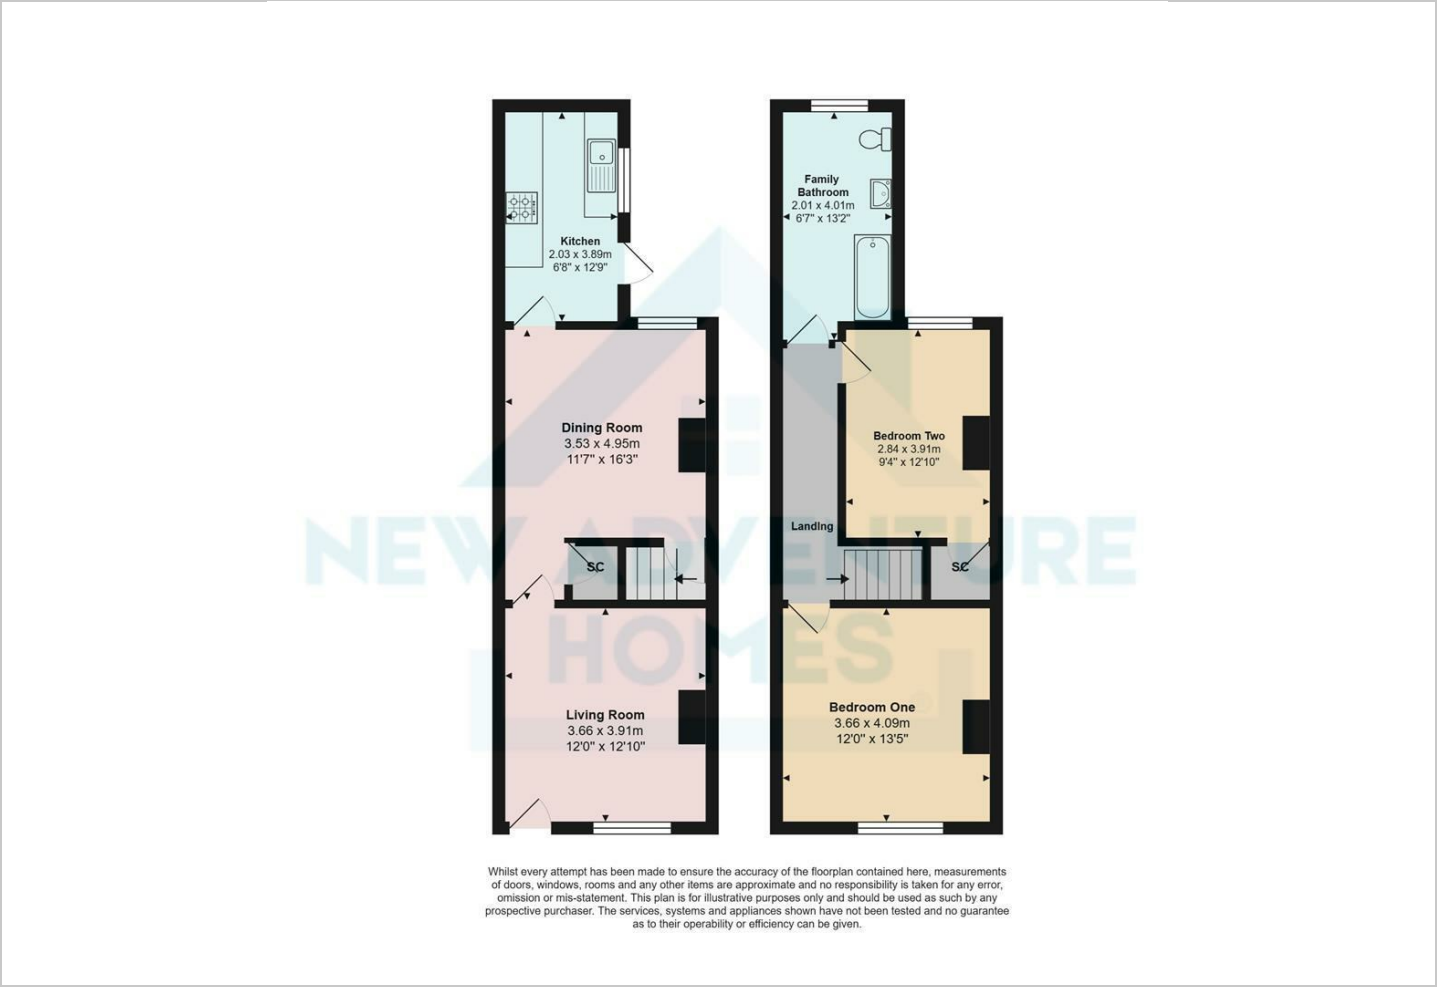 Kitchen
2.03 x 3.89m
6'8" x 12'9"
Dining Room
3.53 x 4.95m
11'7" x 16'3"
SC
Living Room
3.66 x 3.91m
12'0" x 12'10"
Family
Bathroom
2.01 x 4.01m
6'7" x 13'2"
Bedroom Two
2.84 x 3.91m
9'4" x 12'10"
Landing
SC
Bedroom One
3.66 x 4.09m
12'0" x 13'5"
NEW ADVENTURE
HOMES
Whilst every attempt has been made to ensure the accuracy of the floorplan contained here, measurements
of doors, windows, rooms and any other items are approximate and no responsibility is taken for any error,
omission or mis-statement. This plan is for illustrative purposes only and should be used as such by any
prospective purchaser. The services, systems and appliances shown have not been tested and no guarantee
as to their operability or efficiency can be given.